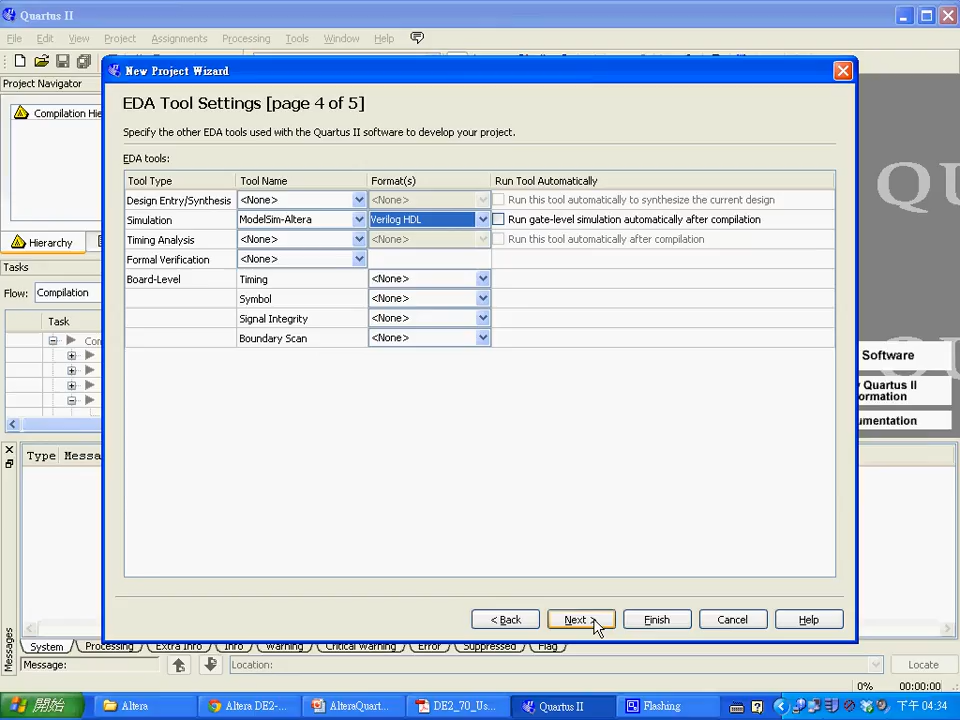 Quartus II
File Edit View Project Assignments Processing Tools Window Help
Project Navigator
Compilation Hie
Hierarchy
Tasks
Flow: Compilation
Task
New Project Wizard
EDA Tool Settings [page 4 of 5]
Specify the other EDA tools used with the Quartus II software to develop your project.
EDA tools:
Tool Type Tool Name Format(s) Run Tool Automatically
Design Entry/Synthesis <None> <None> Run this tool automatically to synthesize the current design
Simulation ModelSim-Altera Verilog HDL Run gate-level simulation automatically after compilation
Timing Analysis <None> <None> Run this tool automatically after compilation
Formal Verification <None>
Board-Level Timing <None>
Symbol <None>
Signal Integrity <None>
Boundary Scan <None>
< Back Next > Finish Cancel Help
Software
Quartus II
ormation
umentation
Type Messa
Messages
System Processing Extra Info Info Warning Critical Warning Error Suppressed Flag
Message: Location: Locate
0% 00:00:00
開始 Altera Altera DE2-... AlteraQuart... DE2_70_Us... Quartus II Flashing 下午 04:34